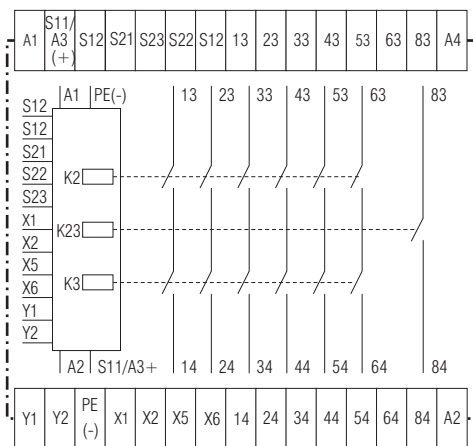 A1 S11/A3(+) S12 S21 S23 S22 S12 13 23 33 43 53 63 83 A4
A1 PE(-) 13 23 33 43 53 63 83
S12
S12
S21
S22
S23
X1
X2
X5
X6
Y1
Y2
K2
K23
K3
A2 S11/A3+ 14 24 34 44 54 64 84
Y1 Y2 PE(-) X1 X2 X5 X6 14 24 34 44 54 64 84 A2